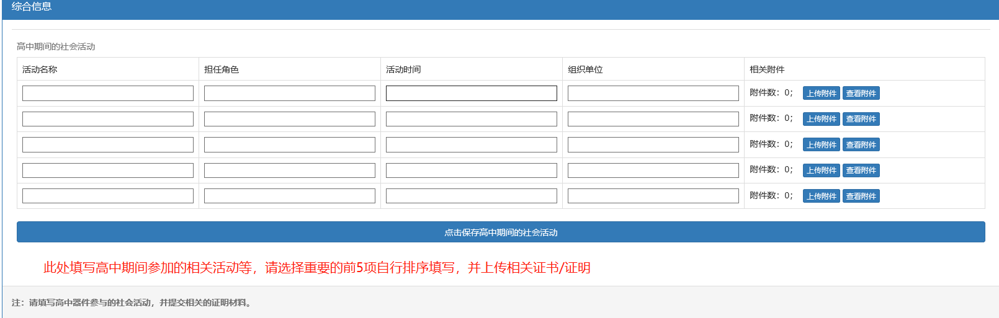 综合信息
高中期间的社会活动
活动名称 担任角色 活动时间 组织单位 相关附件
附件数：0； 上传附件 查看附件
附件数：0； 上传附件 查看附件
附件数：0； 上传附件 查看附件
附件数：0； 上传附件 查看附件
附件数：0； 上传附件 查看附件
点击保存高中期间的社会活动
此处填写高中期间参加的相关活动等，请选择重要的前5项自行排序填写，并上传相关证书/证明
注：请填写高中器件参与的社会活动，并提交相关的证明材料。